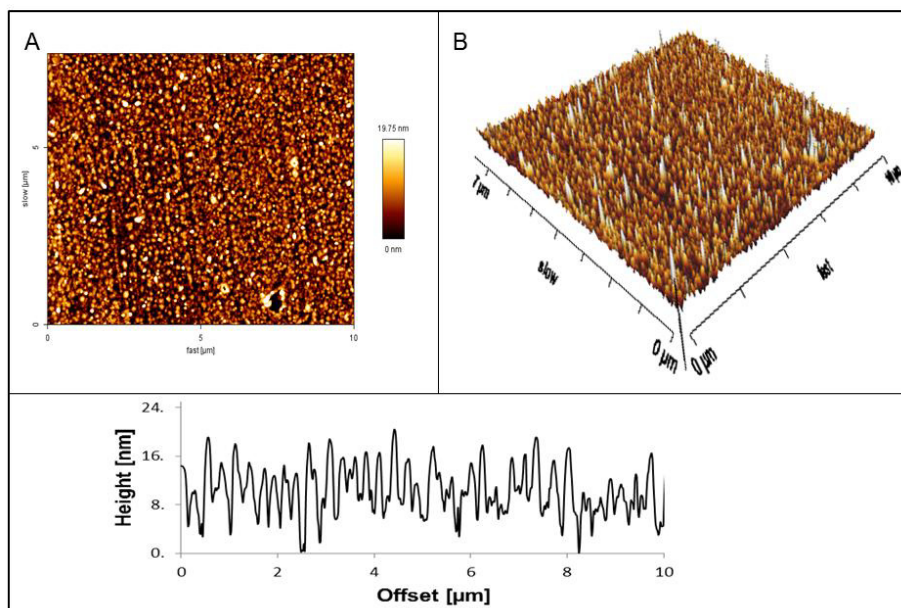 A
slow [µm]
5
0
0
5
10
fast [µm]
19.75 nm
0 nm
B
7 µm
slow
0 µm
0 µm
fast
Height [nm]
24.
16.
8.
0.
0
2
4
6
8
10
Offset [µm]